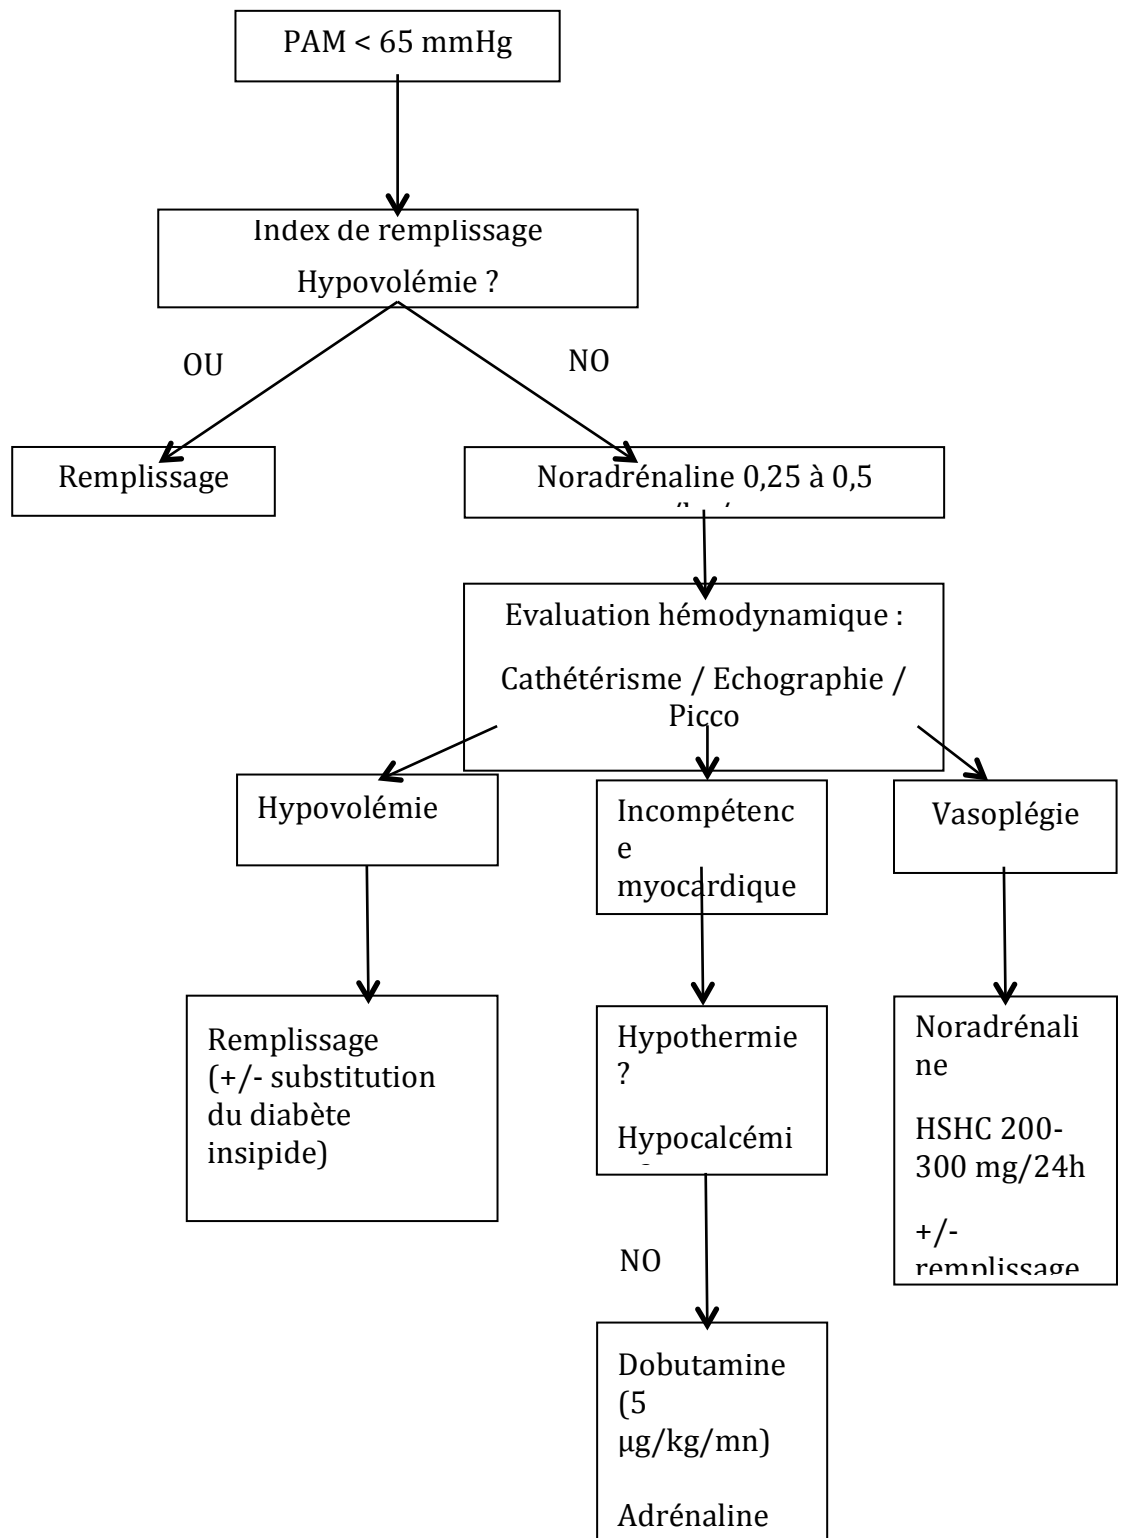 PAM < 65 mmHg
Index de remplissage
Hypovolémie ?
OU
NO
Remplissage
Noradrénaline 0,25 à 0,5
Evaluation hémodynamique :
Cathétérisme / Echographie /
Picco
Hypovolémie
Incompétenc
e
myocardique
Vasoplégie
Remplissage
(+/- substitution
du diabète
insipide)
Hypothermie
?
Hypocalcémi
Noradrénali
ne
HSHC 200-
300 mg/24h
+/-
remplissage
NO
Dobutamine
(5
µg/kg/mn)
Adrénaline